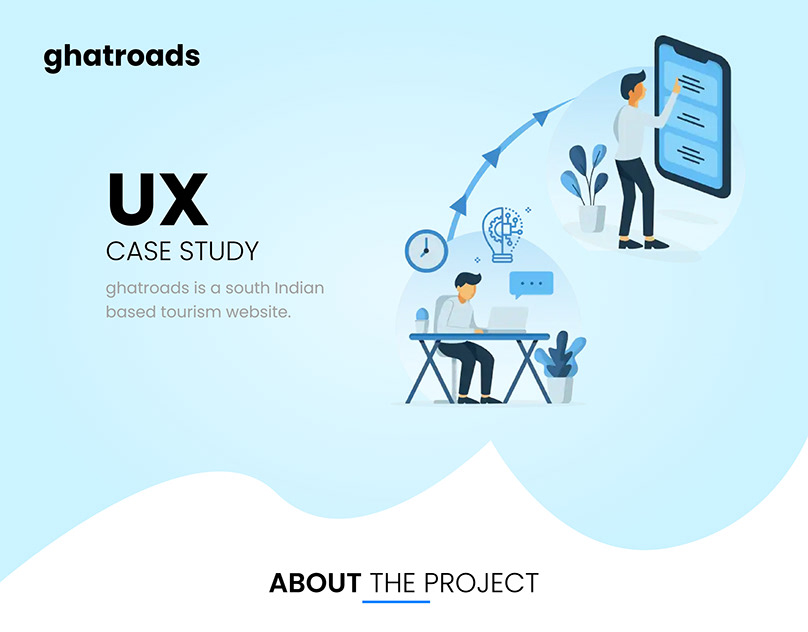 ghatroads
UX
CASE STUDY
ghatroads is a south Indian
based tourism website.
ABOUT THE PROJECT